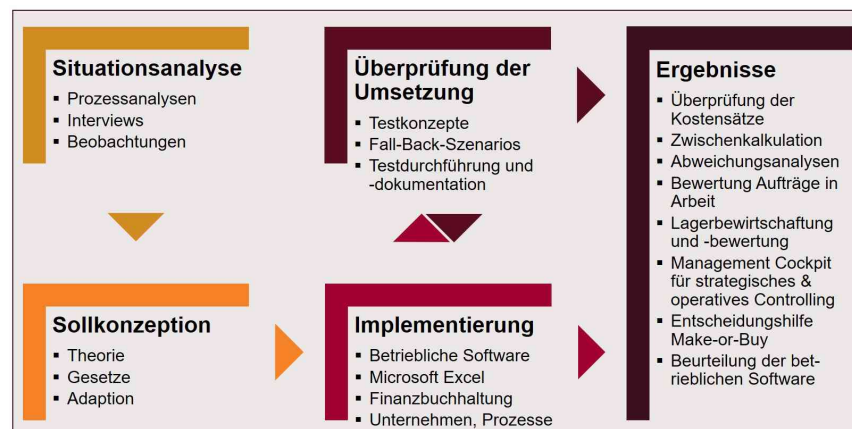 Situationsanalyse
▪ Prozessanalysen
▪ Interviews
▪ Beobachtungen
Sollkonzeption
▪ Theorie
▪ Gesetze
▪ Adaption
Überprüfung der
Umsetzung
▪ Testkonzepte
▪ Fall-Back-Szenarios
▪ Testdurchführung und
-dokumentation
Implementierung
▪ Betriebliche Software
▪ Microsoft Excel
▪ Finanzbuchhaltung
▪ Unternehmen, Prozesse
Ergebnisse
▪ Überprüfung der
Kostensätze
▪ Zwischenkalkulation
▪ Abweichungsanalysen
▪ Bewertung Aufträge in
Arbeit
▪ Lagerbewirtschaftung
und -bewertung
▪ Management Cockpit
für strategisches &
operatives Controlling
▪ Entscheidungshilfe
Make-or-Buy
▪ Beurteilung der bet-
rieblichen Software